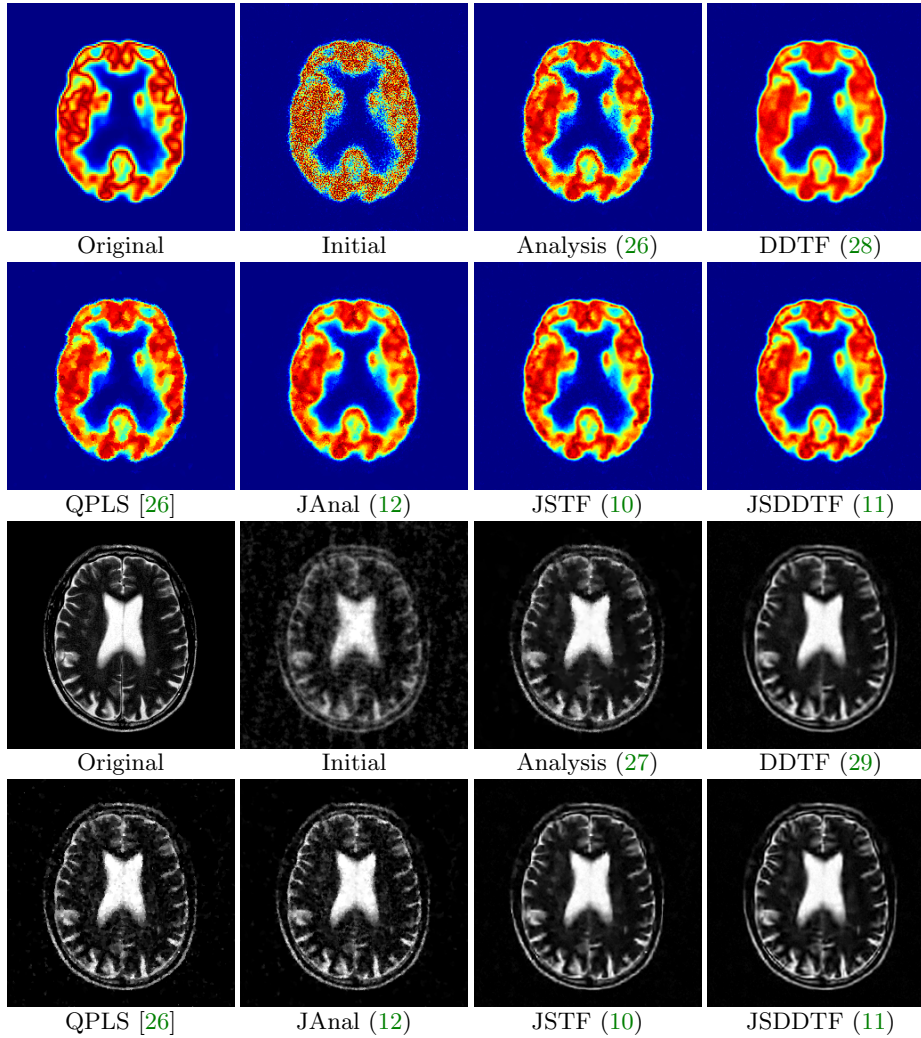 Original Initial Analysis (26) DDTF (28)
QPLS [26] JAnal (12) JSTF (10) JSDDTF (11)
Original Initial Analysis (27) DDTF (29)
QPLS [26] JAnal (12) JSTF (10) JSDDTF (11)